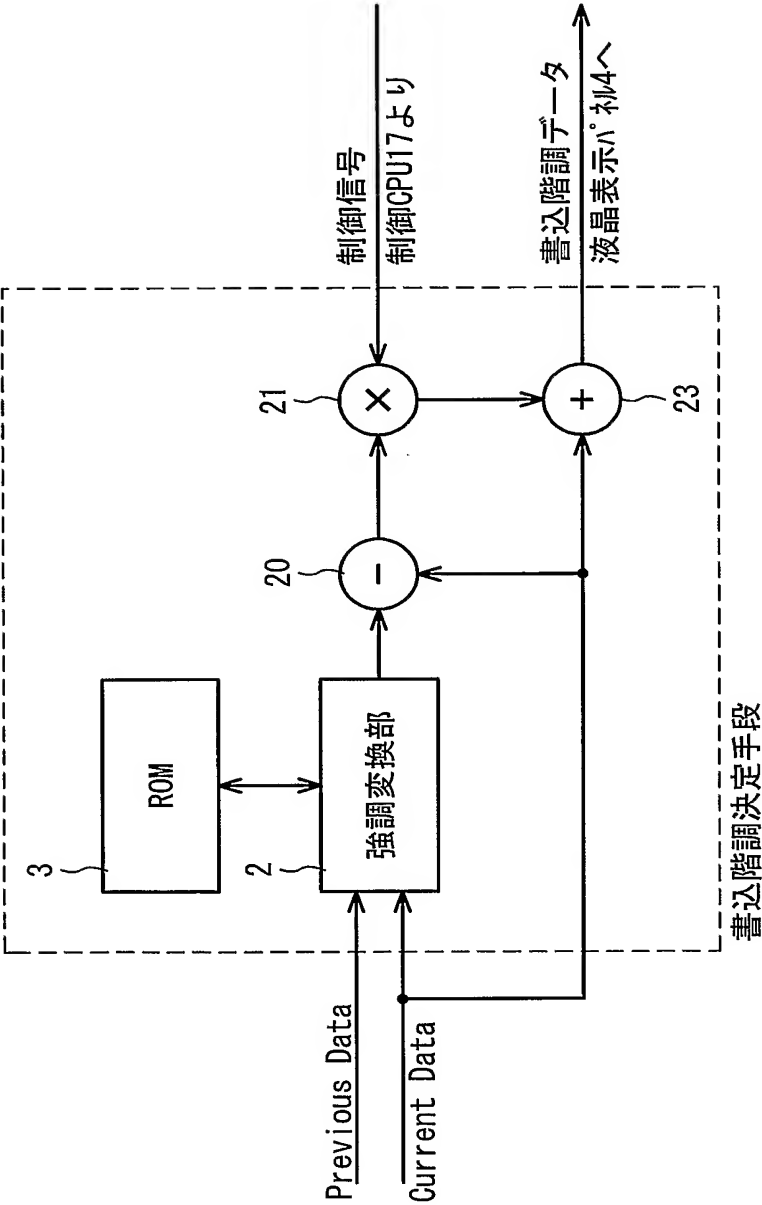 3
ROM
2
強調変換部
20
−
21
×
+
23
制御信号
制御CPU17より
書込階調データ
液晶表示ﾊﾟﾈﾙ4へ
Previous Data
Current Data
書込階調決定手段